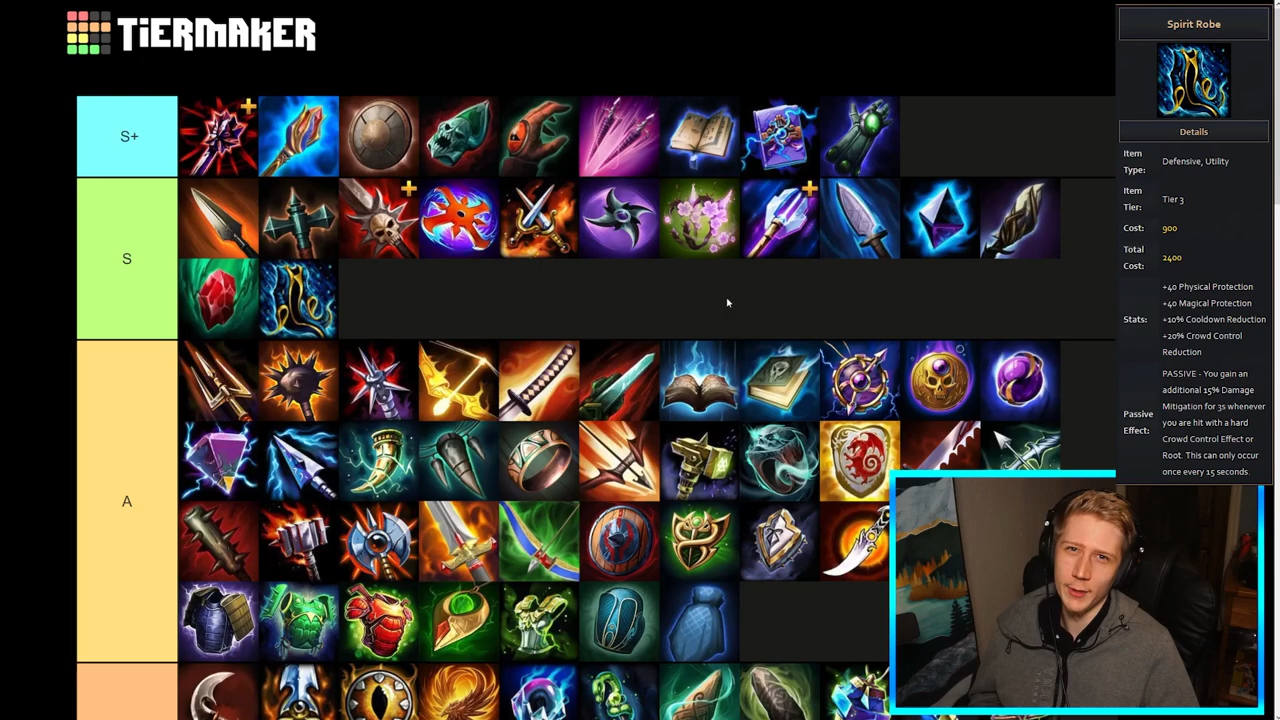 TiERMAKER
S+
S
A
Spirit Robe
Details
Item Type: Defensive, Utility
Item Tier: Tier 3
Cost: 900
Total Cost: 2400
Stats:
+40 Physical Protection
+40 Magical Protection
+10% Cooldown Reduction
+20% Crowd Control
Reduction
Passive Effect:
PASSIVE - You gain an
additional 15% Damage
Mitigation for 3s whenever
you are hit with a hard
Crowd Control Effect or
Root. This can only occur
once every 15 seconds.